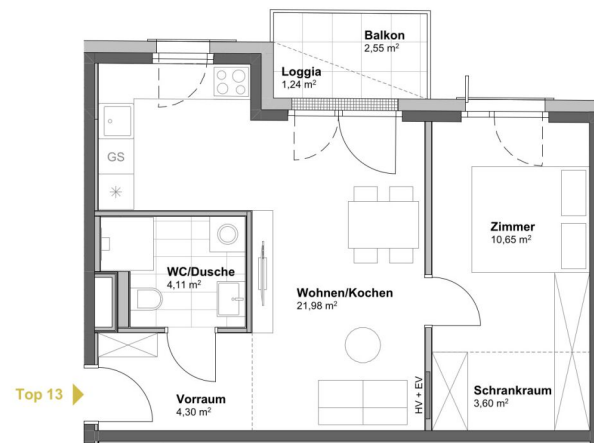 Balkon
2,55 m²
Loggia
1,24 m²
GS
Zimmer
10,65 m²
WC/Dusche
4,11 m²
Wohnen/Kochen
21,98 m²
Top 13
Vorraum
4,30 m²
HV + EV
Schrankraum
3,60 m²